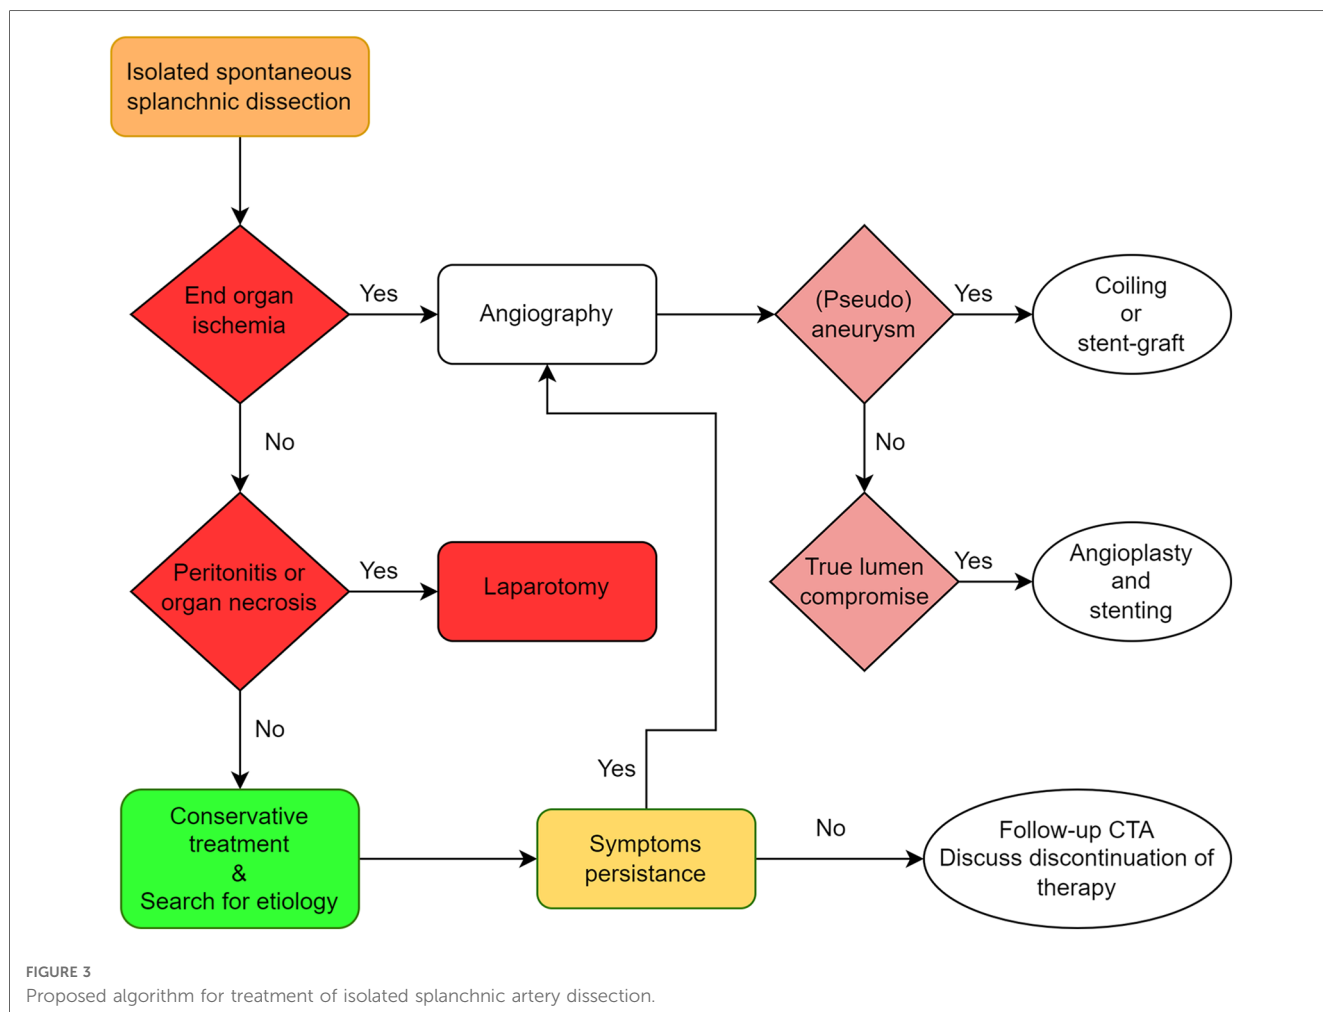 Isolated spontaneous
splanchnic dissection
End organ
ischemia
Yes
Angiography
(Pseudo)
aneurysm
Yes
Coiling
or
stent-graft
No
No
Peritonitis or
organ necrosis
Yes
Laparotomy
True lumen
compromise
Yes
Angioplasty
and
stenting
No
Yes
Conservative
treatment
&
Search for etiology
Symptoms
persistance
No
Follow-up CTA
Discuss discontinuation of
therapy
FIGURE 3
Proposed algorithm for treatment of isolated splanchnic artery dissection.